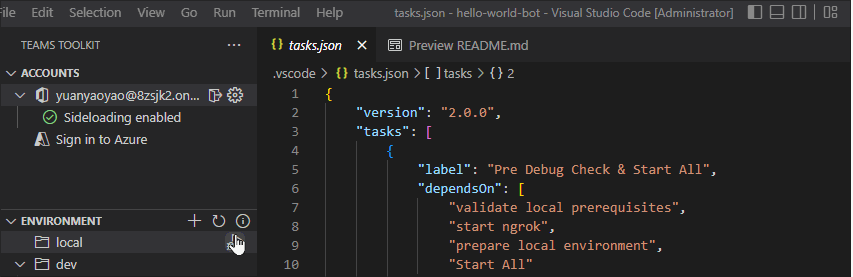 File Edit View Go Run Terminal Help tasks.json - hello-world-bot - Visual Studio Code [Administrator]
TEAMS TOOLKIT
ACCOUNTS
yuanyaoyao@8zsjk2.on...
Sideloading enabled
Sign in to Azure
ENVIRONMENT
local
dev
{} tasks.json
Preview README.md
.vscode > {} tasks.json > [ ] tasks > {} 2
1 {
2 "version": "2.0.0",
3 "tasks": [
4 {
5 "label": "Pre Debug Check & Start All",
6 "dependsOn": [
7 "validate local prerequisites",
8 "start ngrok",
9 "prepare local environment",
10 "Start All"